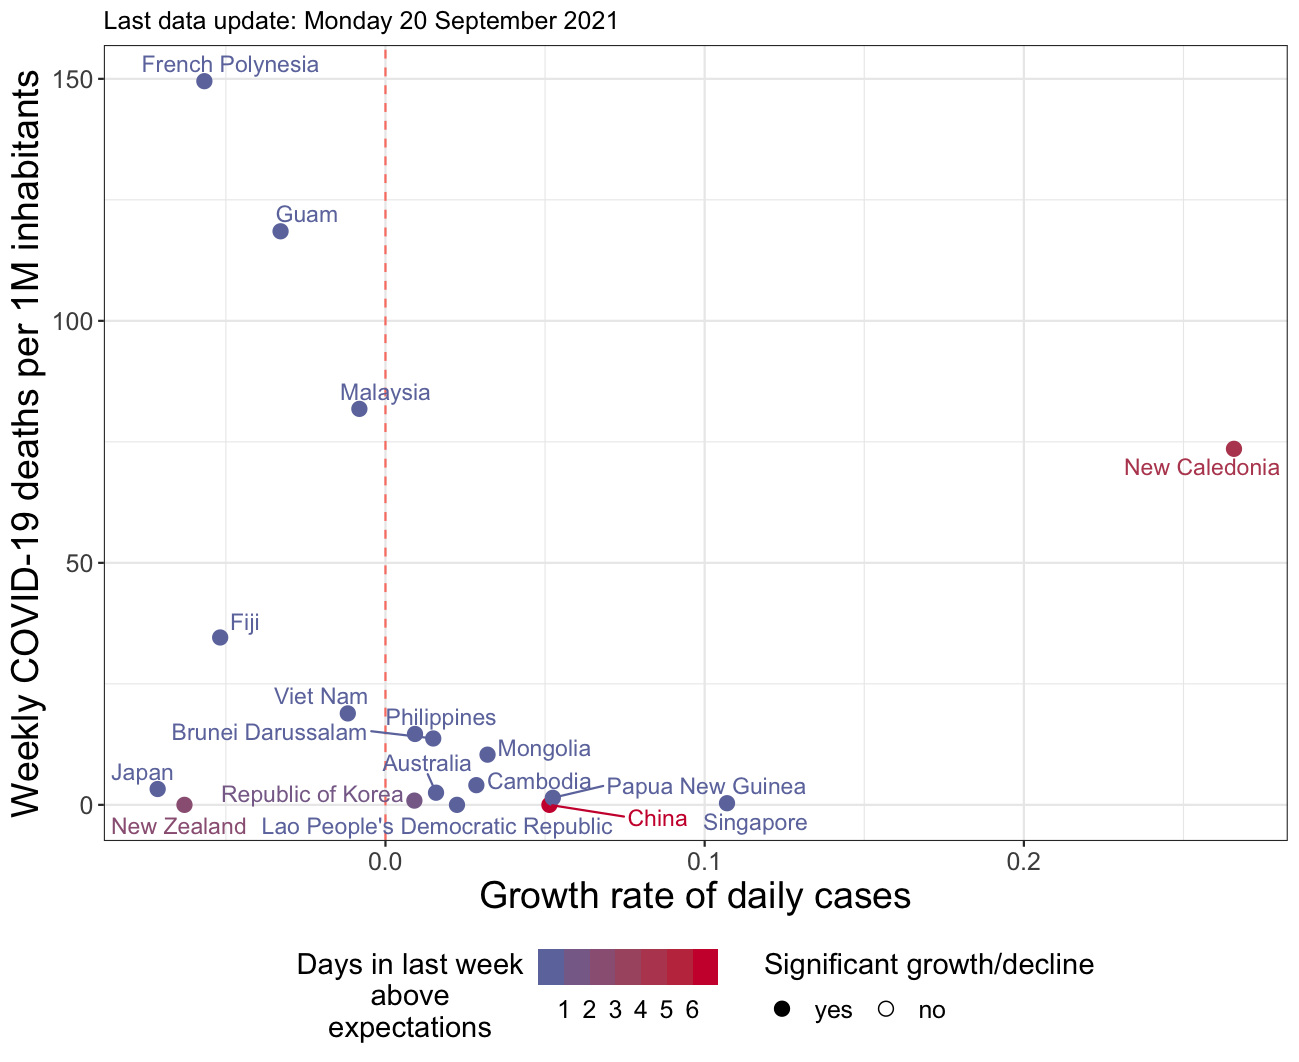 Last data update: Monday 20 September 2021
Weekly COVID-19 deaths per 1M inhabitants
150
100
50
0
French Polynesia
Guam
Malaysia
New Caledonia
Fiji
Viet Nam
Philippines
Brunei Darussalam
Mongolia
Australia
Japan
Cambodia
Papua New Guinea
Republic of Korea
China
Singapore
New Zealand
Lao People's Democratic Republic
0.0
0.1
0.2
Growth rate of daily cases
Days in last week
above
expectations
1 2 3 4 5 6
Significant growth/decline
yes
no